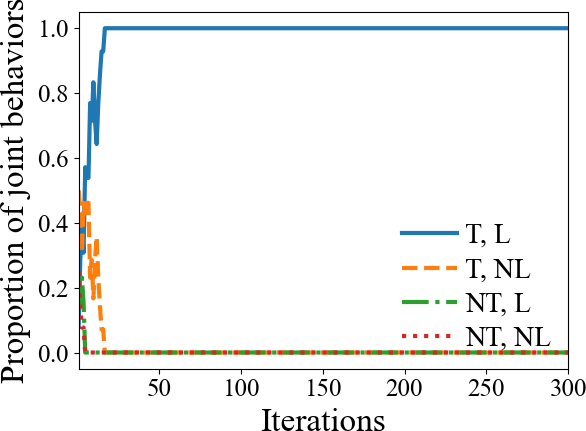 Proportion of joint behaviors
1.0
0.8
0.6
0.4
0.2
0.0
T, L
T, NL
NT, L
NT, NL
50 100 150 200 250 300
Iterations